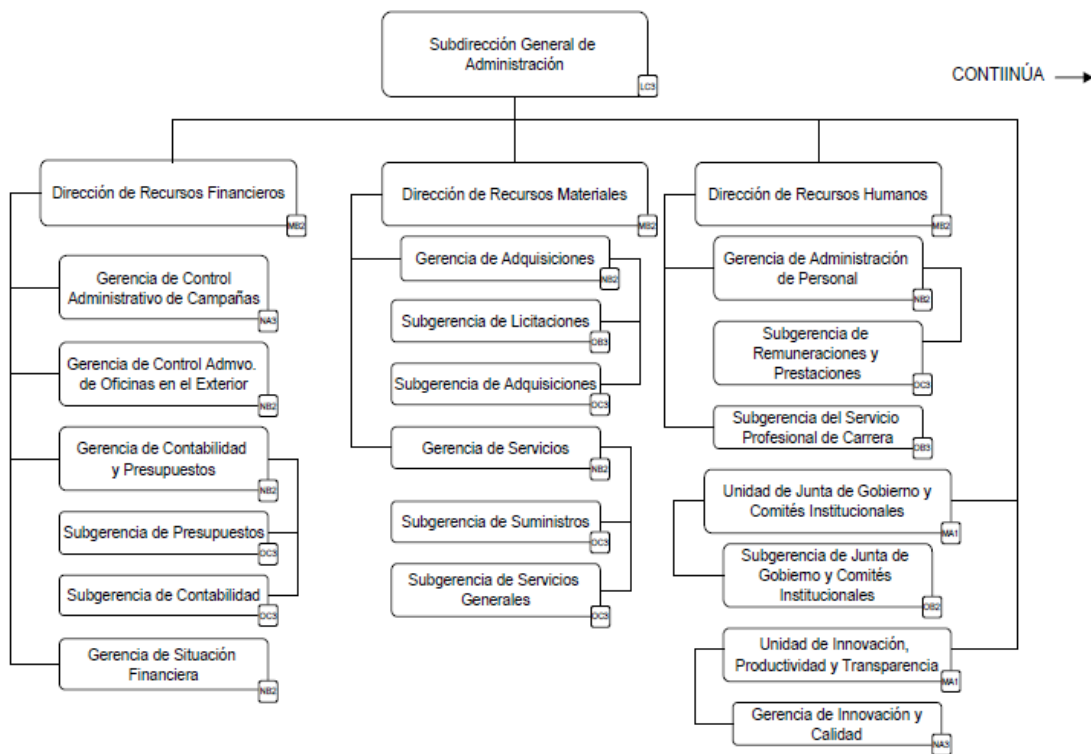 Subdirección General de
Administración
LC3
CONTIINÚA
Dirección de Recursos Financieros
MB2
Gerencia de Control
Administrativo de Campañas
NA3
Gerencia de Control Admvo.
de Oficinas en el Exterior
NB2
Gerencia de Contabilidad
y Presupuestos
NB2
Subgerencia de Presupuestos
OC3
Subgerencia de Contabilidad
OC3
Gerencia de Situación
Financiera
NB2
Dirección de Recursos Materiales
MB2
Gerencia de Adquisiciones
NB2
Subgerencia de Licitaciones
OB3
Subgerencia de Adquisiciones
OC3
Gerencia de Servicios
NB2
Subgerencia de Suministros
OC3
Subgerencia de Servicios
Generales
OC3
Dirección de Recursos Humanos
MB2
Gerencia de Administración
de Personal
NB2
Subgerencia de
Remuneraciones y
Prestaciones
OC3
Subgerencia del Servicio
Profesional de Carrera
OB3
Unidad de Junta de Gobierno y
Comités Institucionales
MA1
Subgerencia de Junta de
Gobierno y Comités
Institucionales
OB2
Unidad de Innovación,
Productividad y Transparencia
MA1
Gerencia de Innovación y
Calidad
NA3